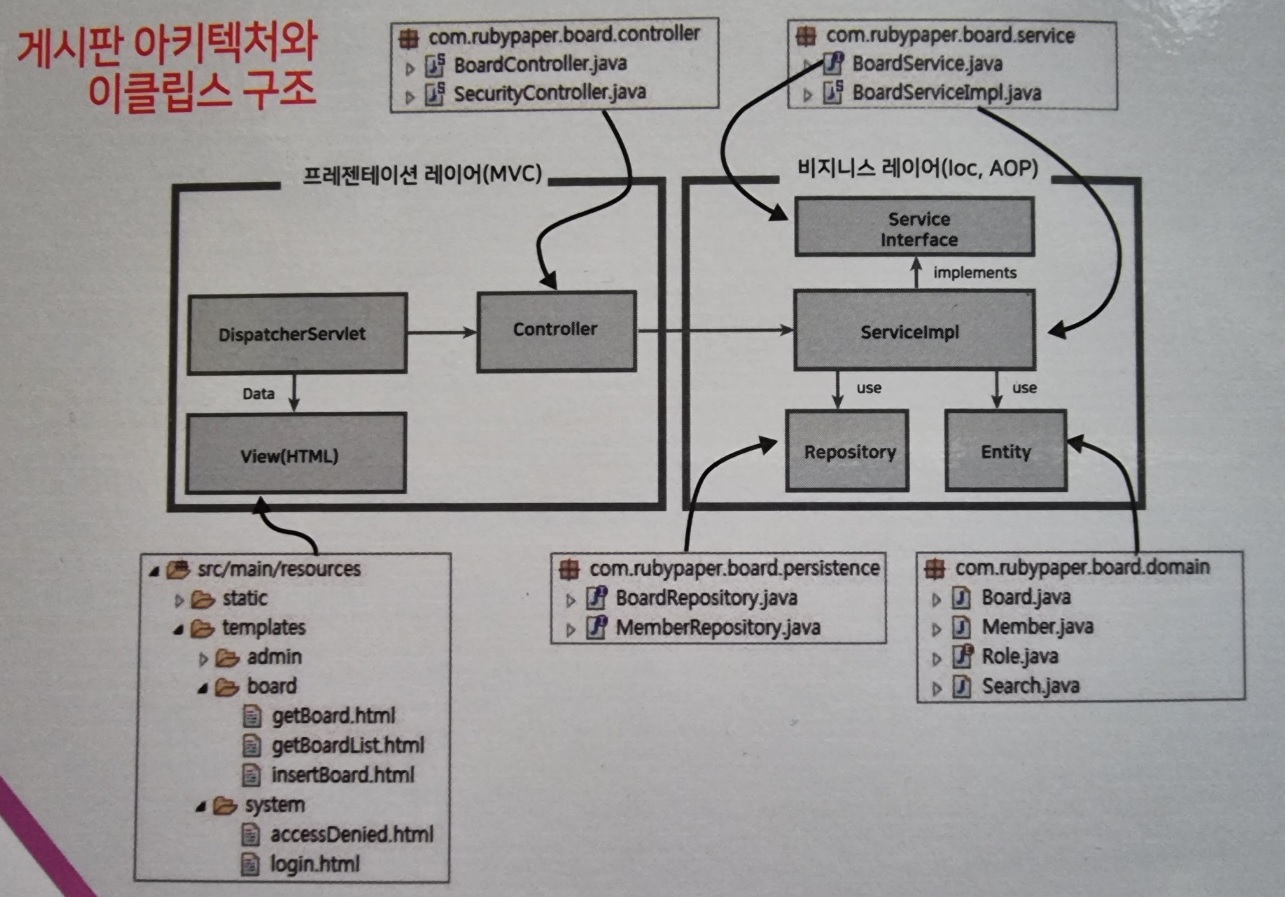 게시판 아키텍처와
이클립스 구조
com.rubypaper.board.controller
BoardController.java
SecurityController.java
com.rubypaper.board.service
BoardService.java
BoardServiceImpl.java
프레젠테이션 레이어(MVC)
비지니스 레이어(Ioc, AOP)
DispatcherServlet
Controller
Data
View(HTML)
Service
Interface
implements
ServiceImpl
use
use
Repository
Entity
src/main/resources
static
templates
admin
board
getBoard.html
getBoardList.html
insertBoard.html
system
accessDenied.html
login.html
com.rubypaper.board.persistence
BoardRepository.java
MemberRepository.java
com.rubypaper.board.domain
Board.java
Member.java
Role.java
Search.java